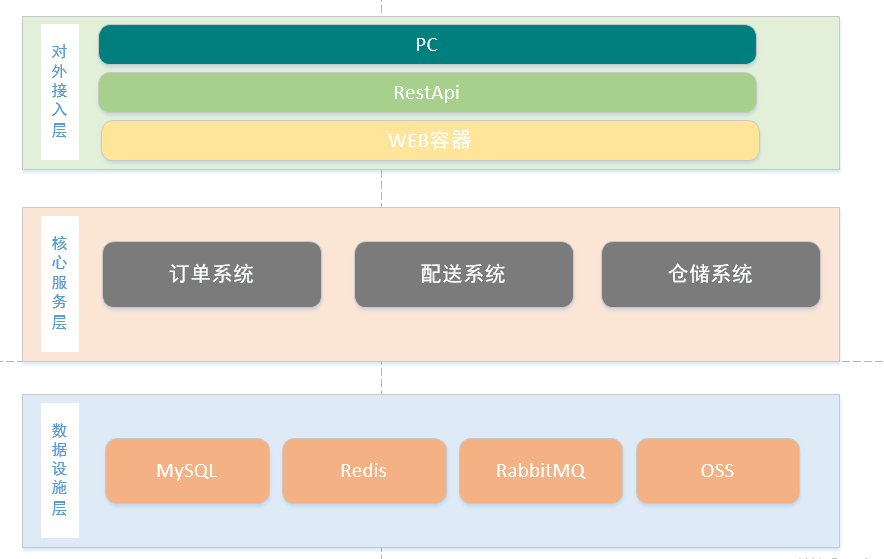 对外接入层
PC
RestApi
WEB容器
核心服务层
订单系统
配送系统
仓储系统
数据设施层
MySQL
Redis
RabbitMQ
OSS